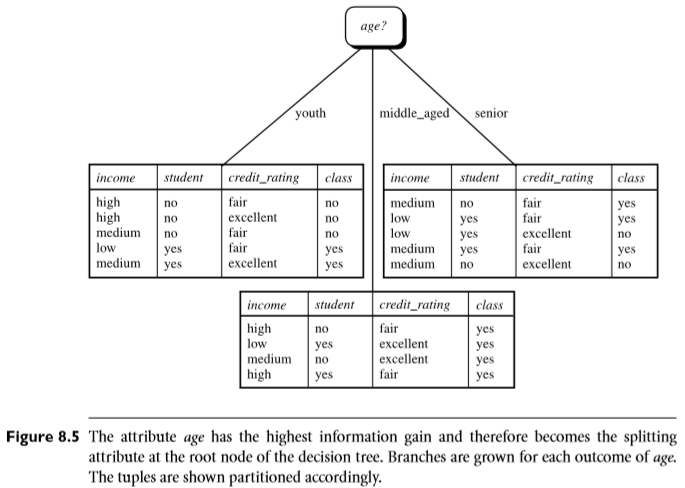 age?
youth
middle_aged
senior
income student credit_rating class
high no fair no
high no excellent no
medium no fair no
low yes fair yes
medium yes excellent yes
income student credit_rating class
medium no fair yes
low yes fair yes
low yes excellent no
medium yes fair yes
medium no excellent no
income student credit_rating class
high no fair yes
low yes excellent yes
medium no excellent yes
high yes fair yes
Figure 8.5 The attribute age has the highest information gain and therefore becomes the splitting
attribute at the root node of the decision tree. Branches are grown for each outcome of age.
The tuples are shown partitioned accordingly.